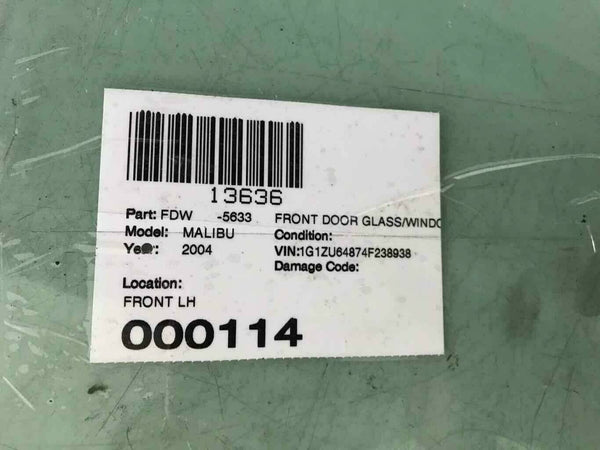 13636
Part: FDW -5633 FRONT DOOR GLASS/WINDO
Model: MALIBU Condition:
Year: 2004 VIN:1G1ZU64874F238938
Damage Code:
Location:
FRONT LH
000114